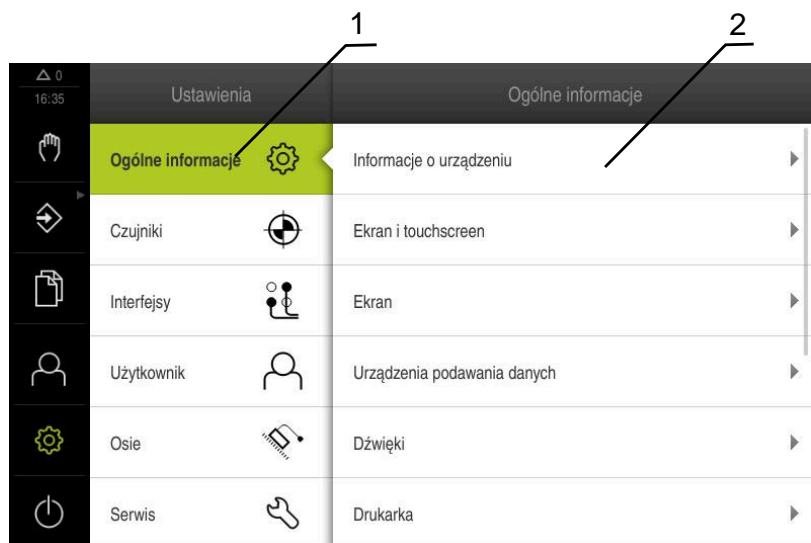 1
2
0
16:35
Ustawienia
Ogólne informacje
Ogólne informacje
Informacje o urządzeniu
Czujniki
Ekran i touchscreen
Interfejsy
Ekran
Użytkownik
Urządzenia podawania danych
Osie
Dźwięki
Serwis
Drukarka